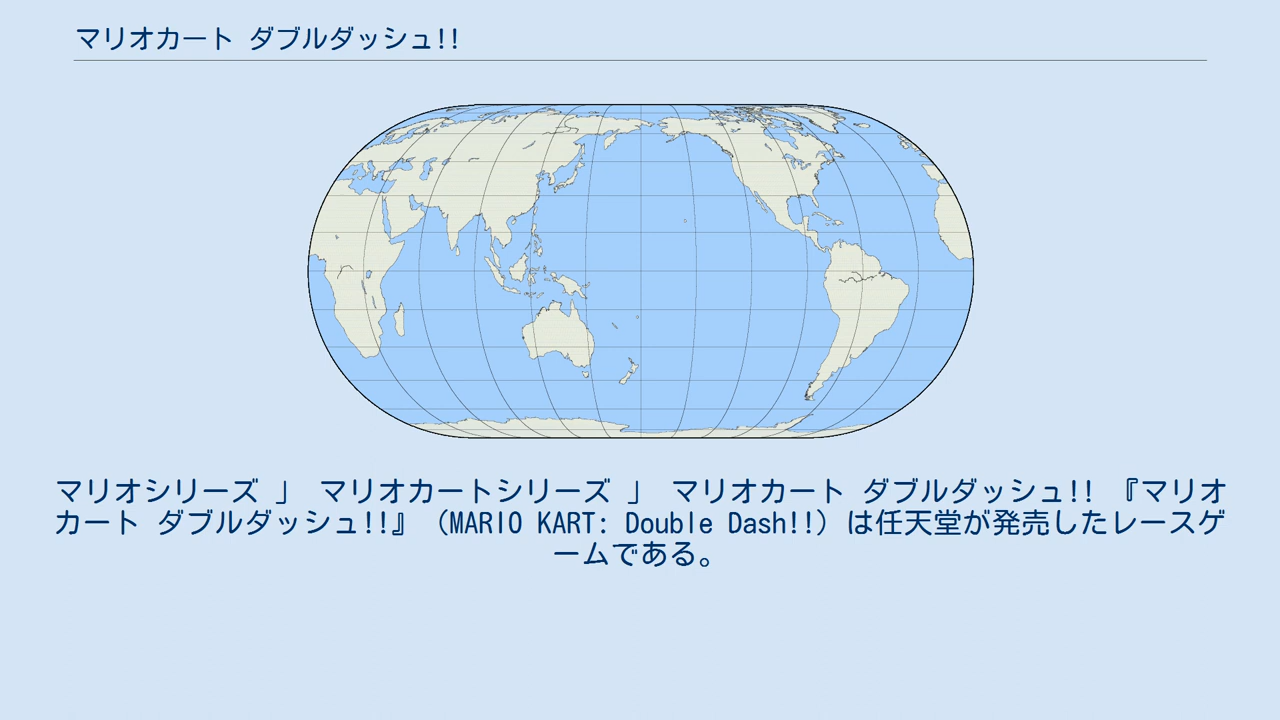 マリオカート ダブルダッシュ!!
マリオシリーズ 」 マリオカートシリーズ 」 マリオカート ダブルダッシュ!! 『マリオ
カート ダブルダッシュ!!』 （MARIO KART: Double Dash!!）は任天堂が発売したレースゲ
ームである。